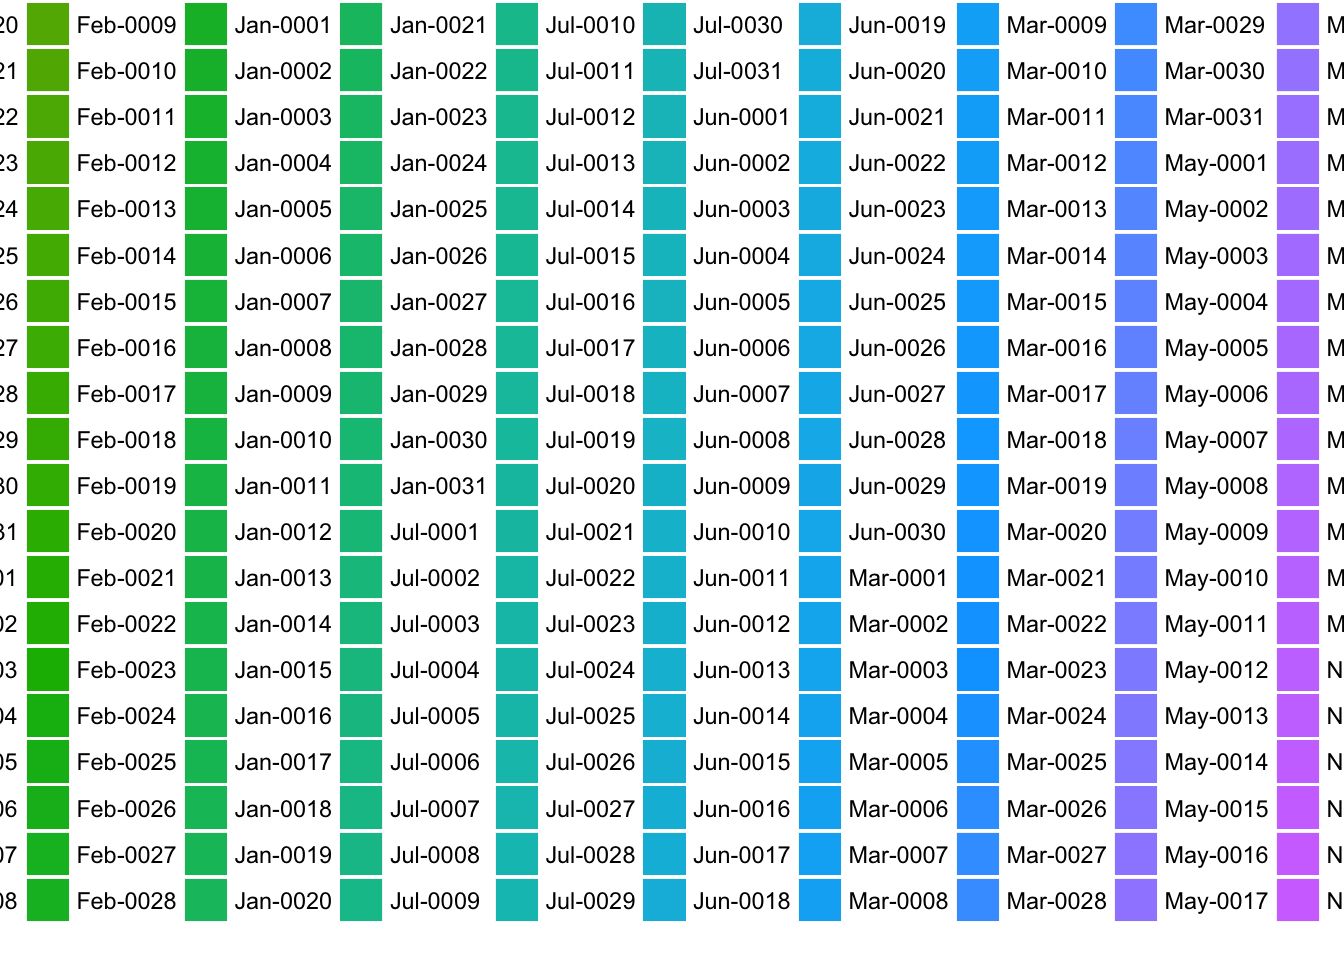 20 Feb-0009 Jan-0001 Jan-0021 Jul-0010 Jul-0030 Jun-0019 Mar-0009 Mar-0029 M
21 Feb-0010 Jan-0002 Jan-0022 Jul-0011 Jul-0031 Jun-0020 Mar-0010 Mar-0030 M
22 Feb-0011 Jan-0003 Jan-0023 Jul-0012 Jun-0001 Jun-0021 Mar-0011 Mar-0031 M
23 Feb-0012 Jan-0004 Jan-0024 Jul-0013 Jun-0002 Jun-0022 Mar-0012 May-0001 M
24 Feb-0013 Jan-0005 Jan-0025 Jul-0014 Jun-0003 Jun-0023 Mar-0013 May-0002 M
25 Feb-0014 Jan-0006 Jan-0026 Jul-0015 Jun-0004 Jun-0024 Mar-0014 May-0003 M
26 Feb-0015 Jan-0007 Jan-0027 Jul-0016 Jun-0005 Jun-0025 Mar-0015 May-0004 M
27 Feb-0016 Jan-0008 Jan-0028 Jul-0017 Jun-0006 Jun-0026 Mar-0016 May-0005 M
28 Feb-0017 Jan-0009 Jan-0029 Jul-0018 Jun-0007 Jun-0027 Mar-0017 May-0006 M
29 Feb-0018 Jan-0010 Jan-0030 Jul-0019 Jun-0008 Jun-0028 Mar-0018 May-0007 M
30 Feb-0019 Jan-0011 Jan-0031 Jul-0020 Jun-0009 Jun-0029 Mar-0019 May-0008 M
31 Feb-0020 Jan-0012 Jul-0001 Jul-0021 Jun-0010 Jun-0030 Mar-0020 May-0009 M
01 Feb-0021 Jan-0013 Jul-0002 Jul-0022 Jun-0011 Mar-0001 Mar-0021 May-0010 M
02 Feb-0022 Jan-0014 Jul-0003 Jul-0023 Jun-0012 Mar-0002 Mar-0022 May-0011 M
03 Feb-0023 Jan-0015 Jul-0004 Jul-0024 Jun-0013 Mar-0003 Mar-0023 May-0012 N
04 Feb-0024 Jan-0016 Jul-0005 Jul-0025 Jun-0014 Mar-0004 Mar-0024 May-0013 N
05 Feb-0025 Jan-0017 Jul-0006 Jul-0026 Jun-0015 Mar-0005 Mar-0025 May-0014 N
06 Feb-0026 Jan-0018 Jul-0007 Jul-0027 Jun-0016 Mar-0006 Mar-0026 May-0015 N
07 Feb-0027 Jan-0019 Jul-0008 Jul-0028 Jun-0017 Mar-0007 Mar-0027 May-0016 N
08 Feb-0028 Jan-0020 Jul-0009 Jul-0029 Jun-0018 Mar-0008 Mar-0028 May-0017 N